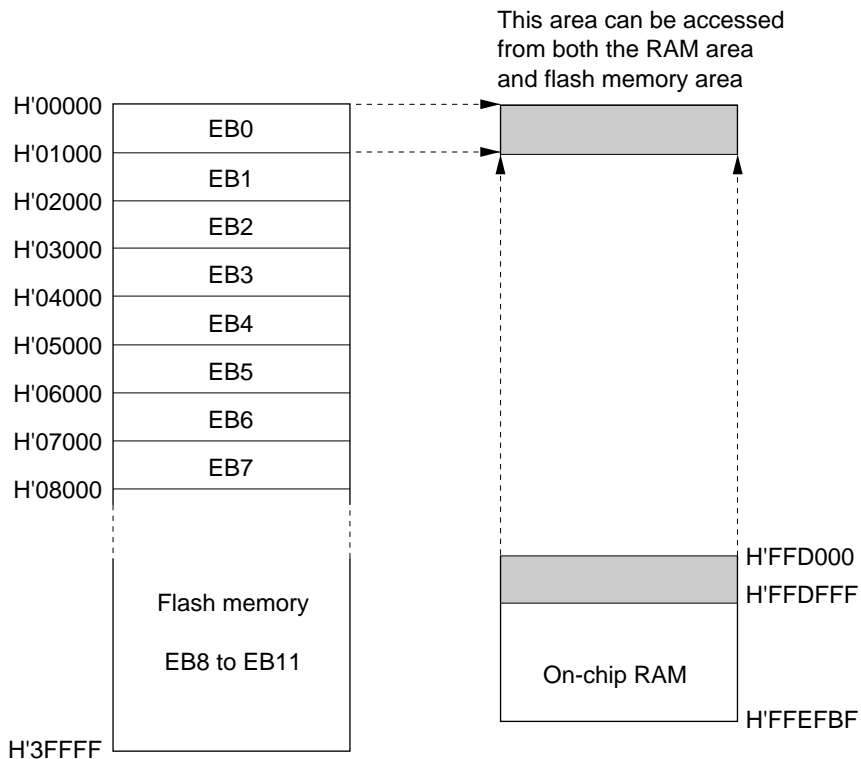 This area can be accessed
from both the RAM area
and flash memory area
H'00000
EB0
H'01000
EB1
H'02000
EB2
H'03000
EB3
H'04000
EB4
H'05000
EB5
H'06000
EB6
H'07000
EB7
H'08000
Flash memory
EB8 to EB11
H'3FFFF
H'FFD000
H'FFDFFF
On-chip RAM
H'FFEFBF